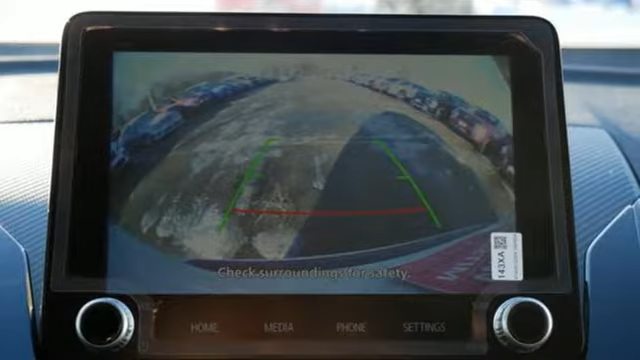 Check surroundings for safety.
143XA
HOME MEDIA PHONE SETTINGS